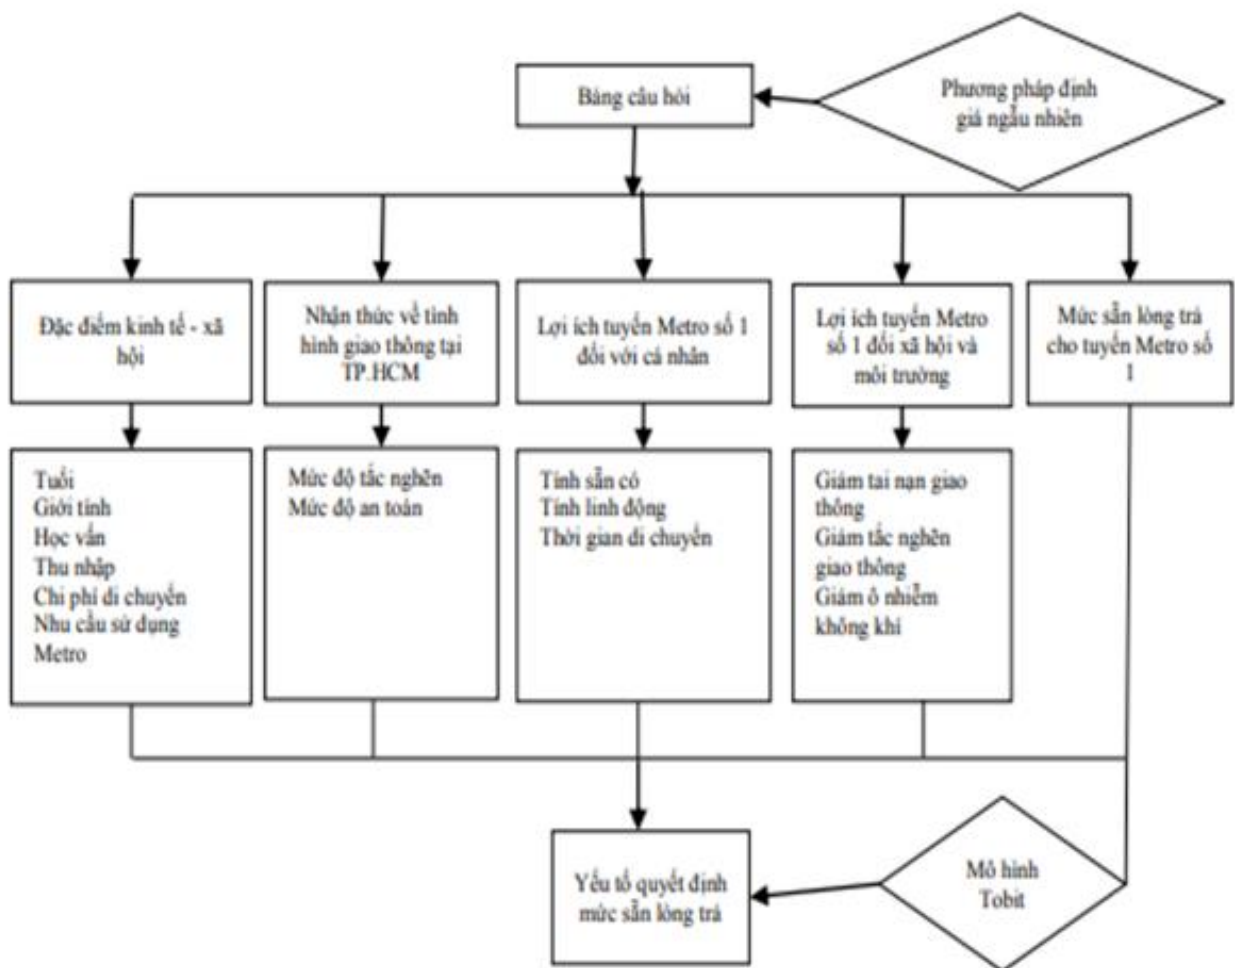 Bảng câu hỏi
Phương pháp định
giá ngẫu nhiên
Đặc điểm kinh tế - xã
hội
Nhận thức về tình
hình giao thông tại
TP.HCM
Lợi ích tuyến Metro số 1
đối với cá nhân
Lợi ích tuyến Metro
số 1 đối xã hội và
môi trường
Mức sẵn lòng trả
cho tuyến Metro số
1
Tuổi
Giới tính
Học vấn
Thu nhập
Chi phí di chuyển
Nhu cầu sử dụng
Metro
Mức độ tắc nghẽn
Mức độ an toàn
Tính sẵn có
Tính linh động
Thời gian di chuyển
Giảm tai nạn giao
thông
Giảm tắc nghẽn
giao thông
Giảm ô nhiễm
không khí
Yếu tố quyết định
mức sẵn lòng trả
Mô hình
Tobit